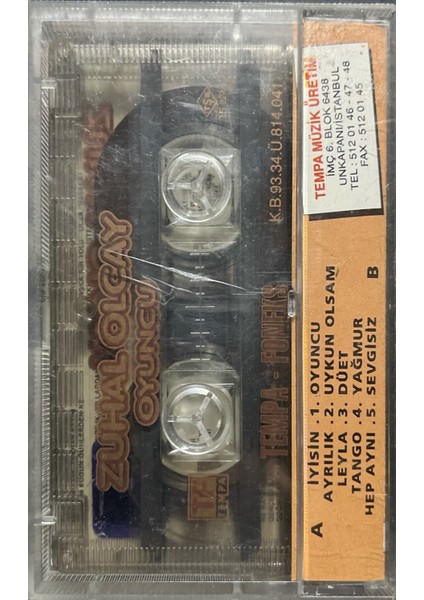 TEMPA MÜZİK ÜRETİM
İMÇ 6. BLOK 6438
UNKAPANI/İSTANBUL
TEL : 512 01 46 - 47 - 48
FAX : 512 01 45
A
B
İYİSİN 1. OYUNCU
AYRILIK .2. UYKUN OLSAM
LEYLA 3. DÜET
TANGO .4. YAĞMUR
HEP AYNI .5. SEVGİSİZ
ZUHAL OLCAY
OYUNCU
K.B.93.34.Ü.814.041
TEMPA - FONEKS
TEMPA